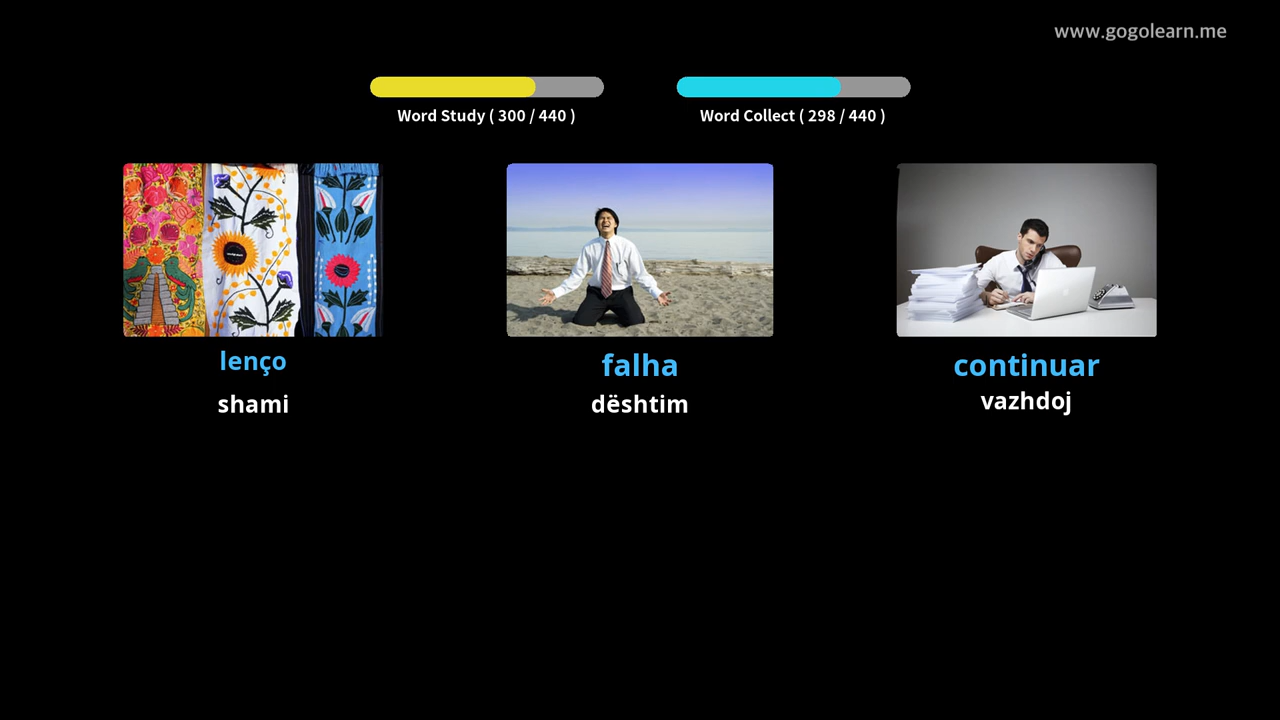 www.gogolearn.me
Word Study ( 300 / 440 )
Word Collect ( 298 / 440 )
lenço
falha
continuar
shami
dështim
vazhdoj